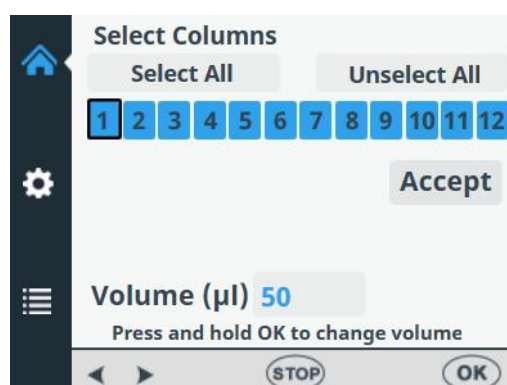 Select Columns
Select All Unselect All
1 2 3 4 5 6 7 8 9 10 11 12
Accept
Volume (µl) 50
Press and hold OK to change volume
STOP OK